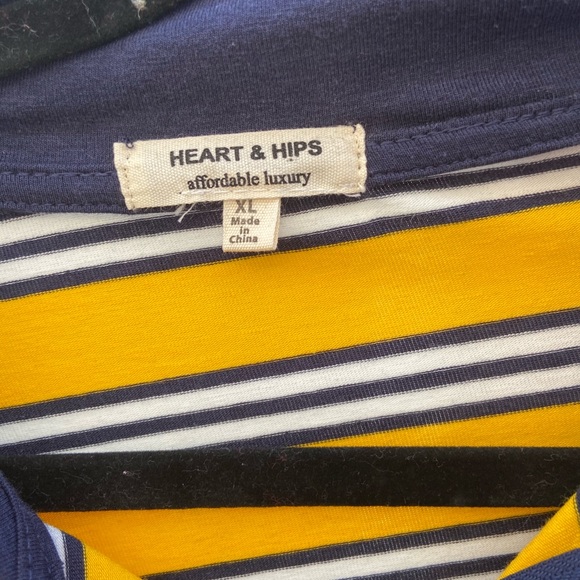 HEART & HIPS
affordable luxury
XL
Made
in
China